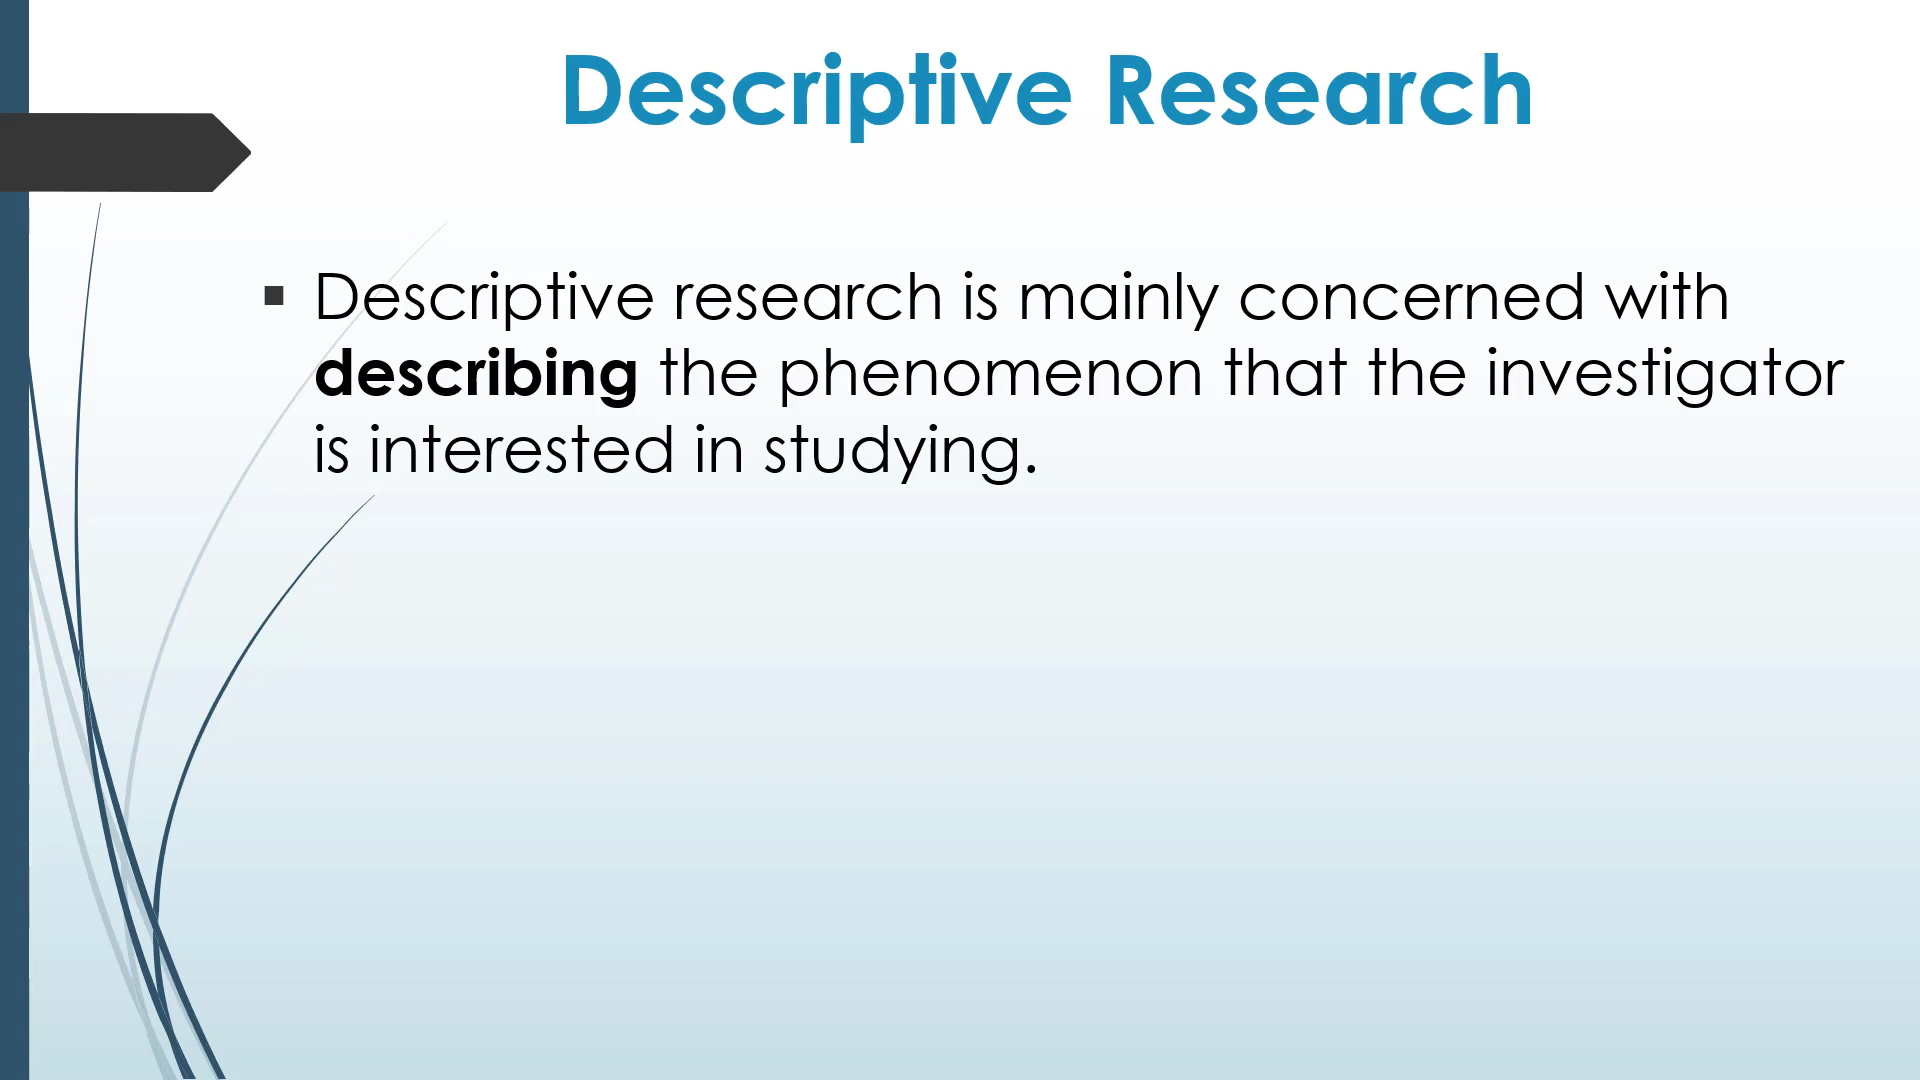 Descriptive Research
▪ Descriptive research is mainly concerned with
describing the phenomenon that the investigator
is interested in studying.